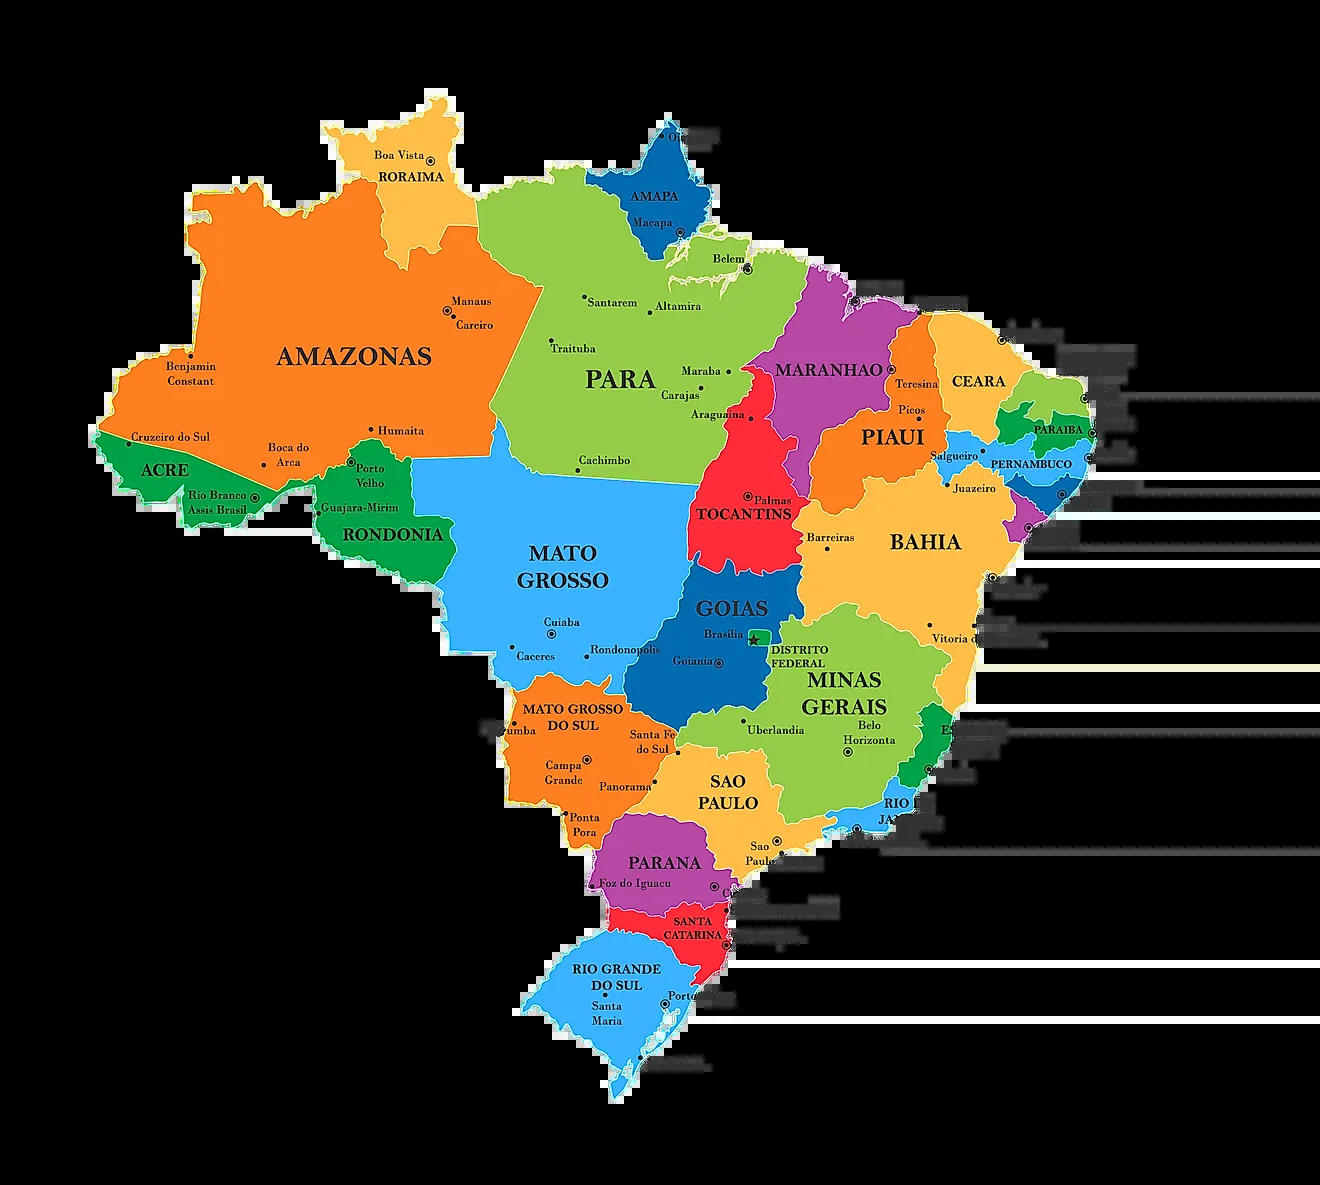 Boa Vista
RORAIMA
AMAPA
Macapa
Belem
Santarem
Altamira
Manaus
Careiro
AMAZONAS
Benjamin
Constant
Traituba
PARA
Maraba
Carajas
Araguaina
MARANHAO
Teresina
CEARA
Picos
PIAUI
PARAIBA
Salgueiro
PERNAMBUCO
Juazeiro
Cruzeiro do Sul
Humaita
Boca do
Arca
ACRE
Porto
Velho
Rio Branco
Assis Brasil
Guajara-Mirim
RONDONIA
Cachimbo
Palmas
TOCANTINS
Barreiras
BAHIA
MATO
GROSSO
Cuiaba
Caceres
Rondonopolis
GOIAS
Brasilia
Goiania
DISTRITO
FEDERAL
Vitoria d
MINAS
GERAIS
Belo
Horizonta
Uberlandia
MATO GROSSO
DO SUL
umba
Santa Fe
do Sul
Campa
Grande
Panorama
Ponta
Pora
SAO
PAULO
Sao
Paulo
RIO
JA
PARANA
Foz do Iguacu
SANTA
CATARINA
RIO GRANDE
DO SUL
Santa
Maria
Porto